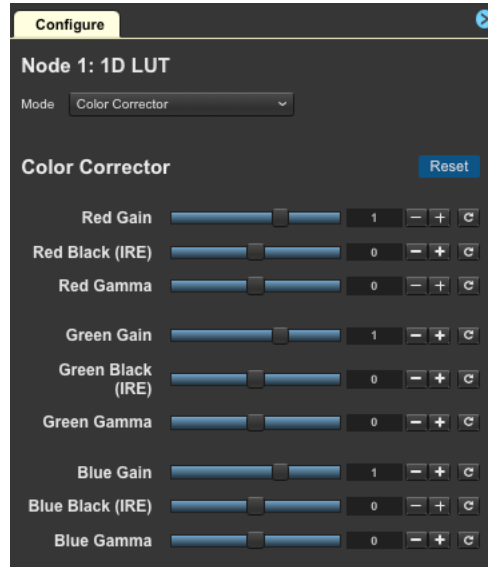 Configure
Node 1: 1D LUT
Mode Color Corrector
Color Corrector Reset
Red Gain 1
Red Black (IRE) 0
Red Gamma 0
Green Gain 1
Green Black
(IRE) 0
Green Gamma 0
Blue Gain 1
Blue Black (IRE) 0
Blue Gamma 0